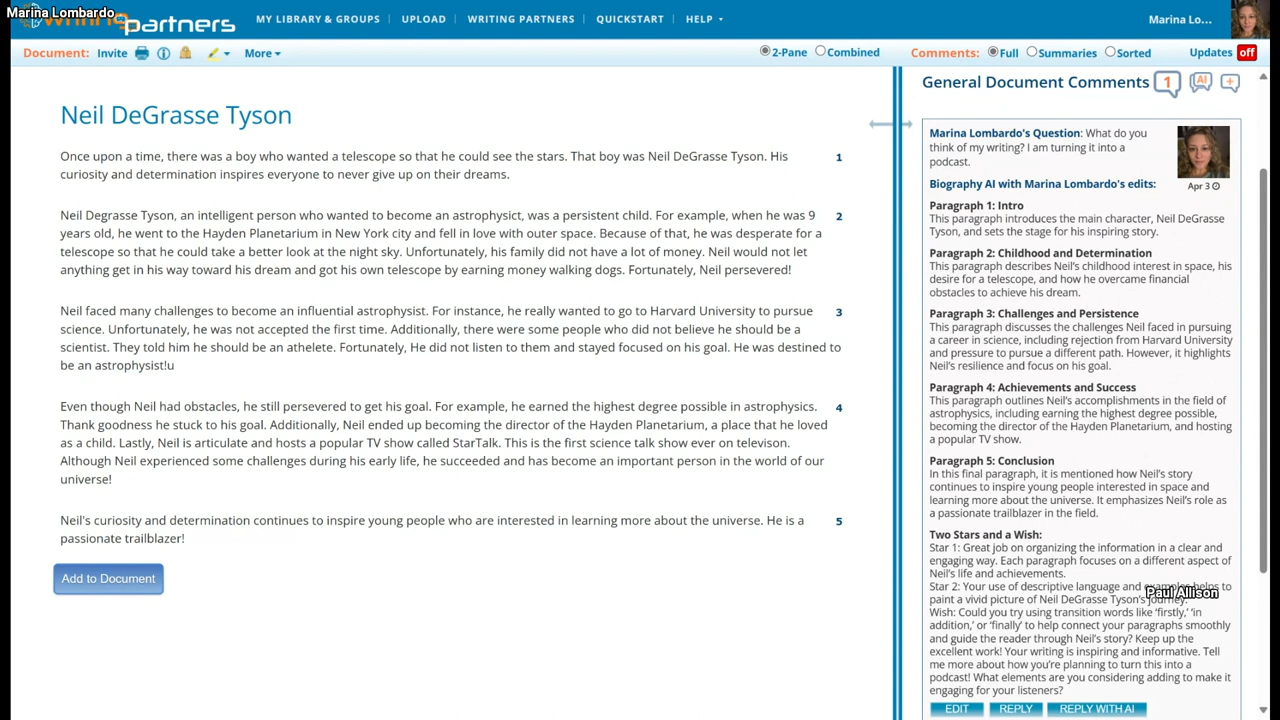 Marina Lombardo
partners
MY LIBRARY & GROUPS UPLOAD WRITING PARTNERS QUICKSTART HELP
Marina Lo...
Document: Invite More 2-Pane Combined Comments: Full Summaries Sorted Updates off
Neil DeGrasse Tyson
Once upon a time, there was a boy who wanted a telescope so that he could see the stars. That boy was Neil DeGrasse Tyson. His 1
curiosity and determination inspires everyone to never give up on their dreams.
Neil Degrasse Tyson, an intelligent person who wanted to become an astrophysict, was a persistent child. For example, when he was 9 2
years old, he went to the Hayden Planetarium in New York city and fell in love with outer space. Because of that, he was desperate for a
telescope so that he could take a better look at the night sky. Unfortunately, his family did not have a lot of money. Neil would not let
anything get in his way toward his dream and got his own telescope by earning money walking dogs. Fortunately, Neil persevered!
Neil faced many challenges to become an influential astrophysist. For instance, he really wanted to go to Harvard University to pursue 3
science. Unfortunately, he was not accepted the first time. Additionally, there were some people who did not believe he should be a
scientist. They told him he should be an athelete. Fortunately, He did not listen to them and stayed focused on his goal. He was destined to
be an astrophysist!u
Even though Neil had obstacles, he still persevered to get his goal. For example, he earned the highest degree possible in astrophysics. 4
Thank goodness he stuck to his goal. Additionally, Neil ended up becoming the director of the Hayden Planetarium, a place that he loved
as a child. Lastly, Neil is articulate and hosts a popular TV show called StarTalk. This is the first science talk show ever on televison.
Although Neil experienced some challenges during his early life, he succeeded and has become an important person in the world of our
universe!
Neil's curiosity and determination continues to inspire young people who are interested in learning more about the universe. He is a 5
passionate trailblazer!
Add to Document
General Document Comments 1 AI +
Marina Lombardo's Question: What do you
think of my writing? I am turning it into a
podcast.
Apr 3
Biography AI with Marina Lombardo's edits:
Paragraph 1: Intro
This paragraph introduces the main character, Neil DeGrasse
Tyson, and sets the stage for his inspiring story.
Paragraph 2: Childhood and Determination
This paragraph describes Neil's childhood interest in space, his
desire for a telescope, and how he overcame financial
obstacles to achieve his dream.
Paragraph 3: Challenges and Persistence
This paragraph discusses the challenges Neil faced in pursuing
a career in science, including rejection from Harvard University
and pressure to pursue a different path. However, it highlights
Neil's resilience and focus on his goal.
Paragraph 4: Achievements and Success
This paragraph outlines Neil's accomplishments in the field of
astrophysics, including earning the highest degree possible,
becoming the director of the Hayden Planetarium, and hosting
a popular TV show.
Paragraph 5: Conclusion
In this final paragraph, it is mentioned how Neil's story
continues to inspire young people interested in space and
learning more about the universe. It emphasizes Neil's role as
a passionate trailblazer in the field.
Two Stars and a Wish:
Star 1: Great job on organizing the information in a clear and
engaging way. Each paragraph focuses on a different aspect of
Neil's life and achievements.
Star 2: Your use of descriptive language and examples helps to
paint a vivid picture of Neil DeGrasse Tyson's journey.
Paul Allison
Wish: Could you try using transition words like 'firstly,' 'in
addition,' or 'finally' to help connect your paragraphs smoothly
and guide the reader through Neil's story? Keep up the
excellent work! Your writing is inspiring and informative. Tell
me more about how you're planning to turn this into a
podcast! What elements are you considering adding to make it
engaging for your listeners?
EDIT REPLY REPLY WITH AI